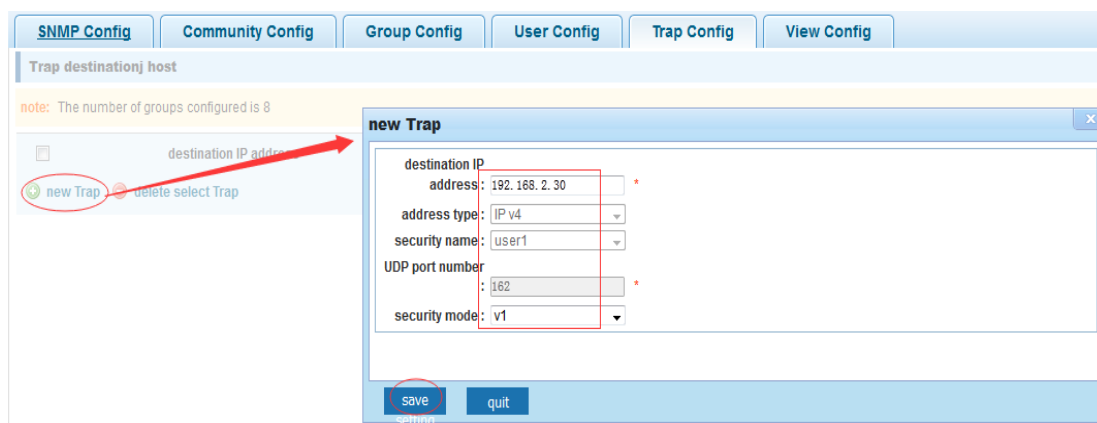 SNMP Config Community Config Group Config User Config Trap Config View Config
Trap destinationj host
note: The number of groups configured is 8
destination IP address
new Trap delete select Trap
new Trap
destination IP
address: 192.168.2.30 *
address type: IP v4
security name: user1
UDP port number
: 162 *
security mode: v1
save quit
setting